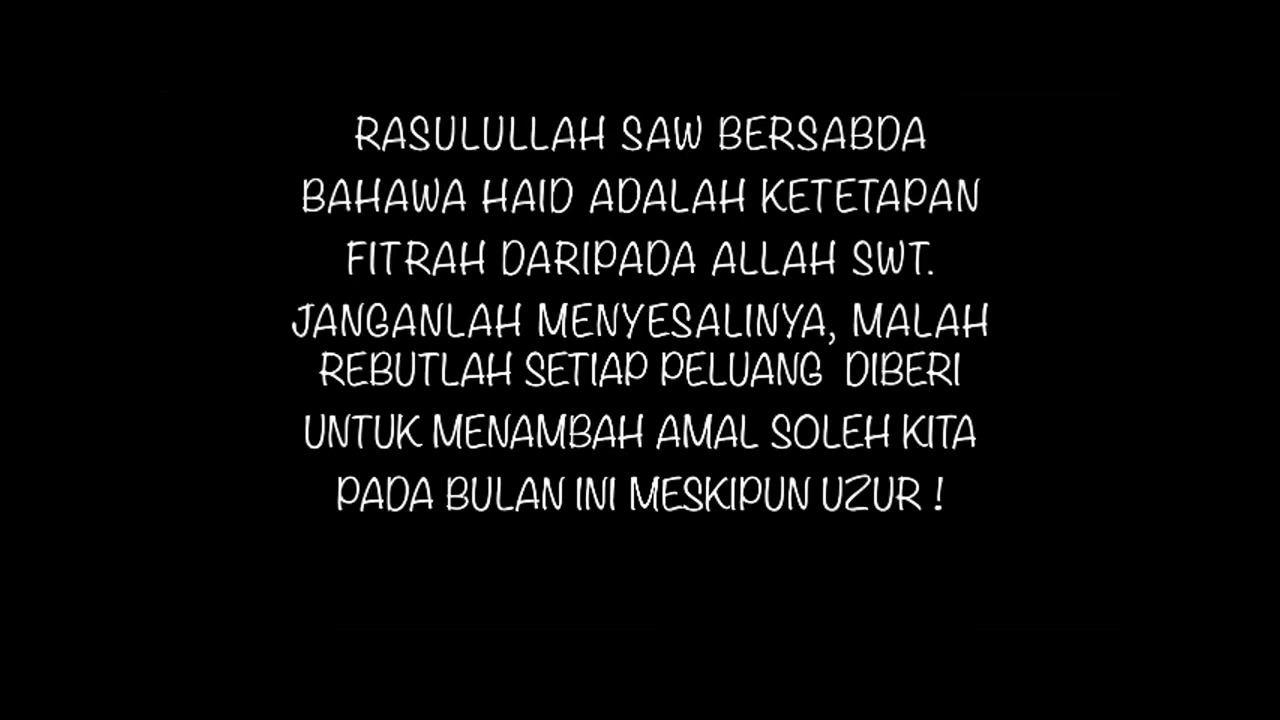 RASULULLAH SAW BERSABDA
BAHAWA HAID ADALAH KETETAPAN
FITRAH DARIPADA ALLAH SWT.
JANGANLAH MENYESALINYA, MALAH
REBUTLAH SETIAP PELUANG DIBERI
UNTUK MENAMBAH AMAL SOLEH KITA
PADA BULAN INI MESKIPUN UZUR !